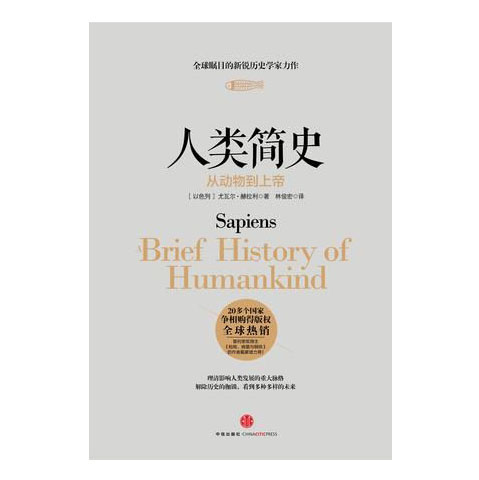 全球瞩目的新锐历史学家力作
人类简史
从动物到上帝
［以色列］尤瓦尔·赫拉利◎著 林俊宏◎译
Sapiens
A Brief History of
Humankind
20多个国家
争相购得版权
全球热销
理清影响人类发展的重大脉络
解除历史的枷锁，看到多种多样的未来
中信出版社·CHINACITICPRESS